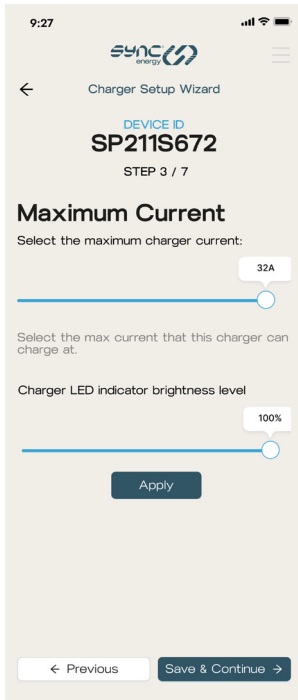 9:27
SYNC
energy
Charger Setup Wizard
DEVICE ID
SP211S672
STEP 3 / 7
Maximum Current
Select the maximum charger current:
32A
Select the max current that this charger can
charge at.
Charger LED indicator brightness level
100%
Apply
← Previous
Save & Continue →